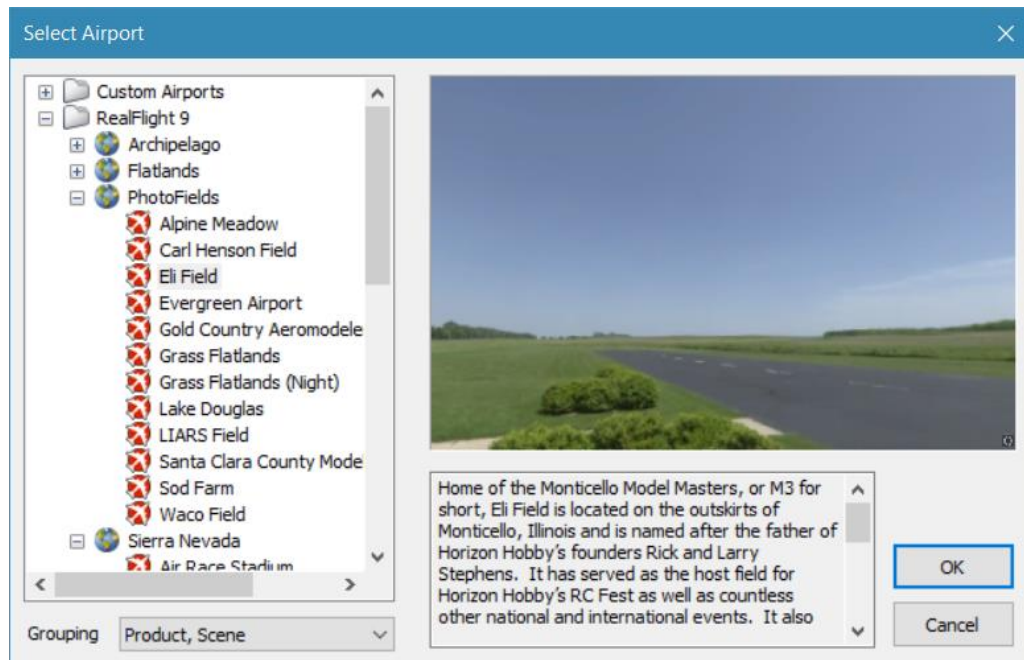 Select Airport
Custom Airports
RealFlight 9
Archipelago
Flatlands
PhotoFields
Alpine Meadow
Carl Henson Field
Eli Field
Evergreen Airport
Gold Country Aeromodele
Grass Flatlands
Grass Flatlands (Night)
Lake Douglas
LIARS Field
Santa Clara County Mode
Sod Farm
Waco Field
Sierra Nevada
Air Race Stadium
Grouping
Product, Scene
Home of the Monticello Model Masters, or M3 for
short, Eli Field is located on the outskirts of
Monticello, Illinois and is named after the father of
Horizon Hobby's founders Rick and Larry
Stephens. It has served as the host field for
Horizon Hobby's RC Fest as well as countless
other national and international events. It also
OK
Cancel